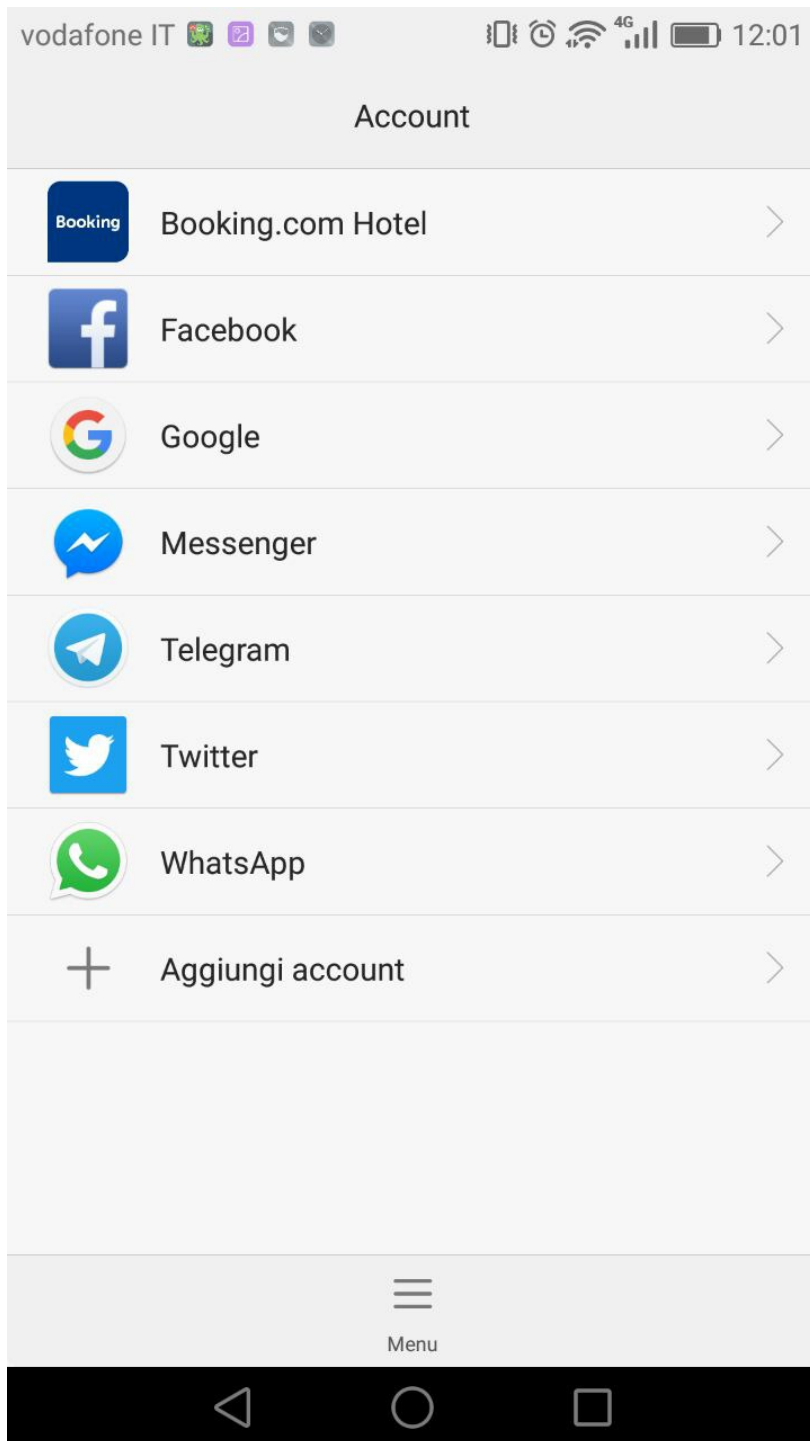 vodafone IT 4G 12:01
Account
Booking Booking.com Hotel
Facebook
Google
Messenger
Telegram
Twitter
WhatsApp
Aggiungi account
Menu